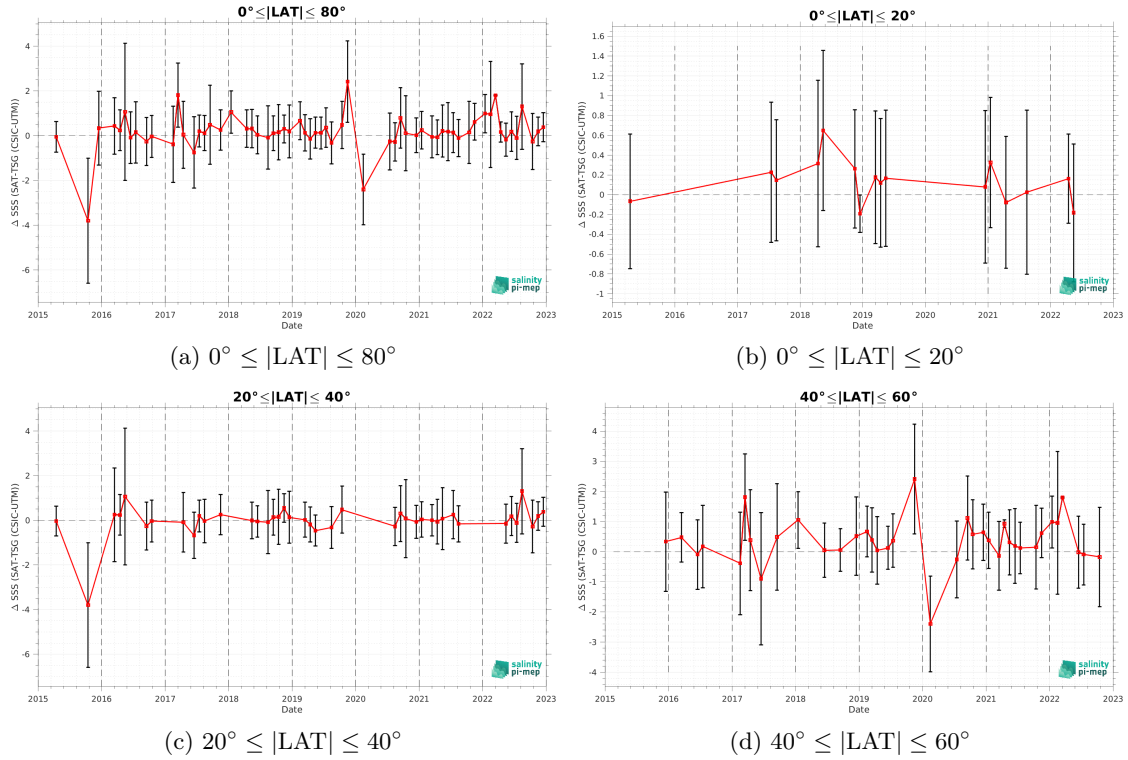 0°≤|LAT|≤ 80°
Δ SSS (SAT-TSG (CSIC-UTM))
4
2
0
-2
-4
-6
2015 2016 2017 2018 2019 2020 2021 2022 2023
Date
salinity
pi-mep
(a) 0° ≤ |LAT| ≤ 80°
0°≤|LAT|≤ 20°
Δ SSS (SAT-TSG (CSIC-UTM))
1.6
1.4
1.2
1
0.8
0.6
0.4
0.2
0
-0.2
-0.4
-0.6
-0.8
-1
2015 2016 2017 2018 2019 2020 2021 2022 2023
Date
salinity
pi-mep
(b) 0° ≤ |LAT| ≤ 20°
20°≤|LAT|≤ 40°
Δ SSS (SAT-TSG (CSIC-UTM))
4
2
0
-2
-4
-6
2015 2016 2017 2018 2019 2020 2021 2022 2023
Date
salinity
pi-mep
(c) 20° ≤ |LAT| ≤ 40°
40°≤|LAT|≤ 60°
Δ SSS (SAT-TSG (CSIC-UTM))
4
3
2
1
0
-1
-2
-3
-4
2015 2016 2017 2018 2019 2020 2021 2022 2023
Date
salinity
pi-mep
(d) 40° ≤ |LAT| ≤ 60°